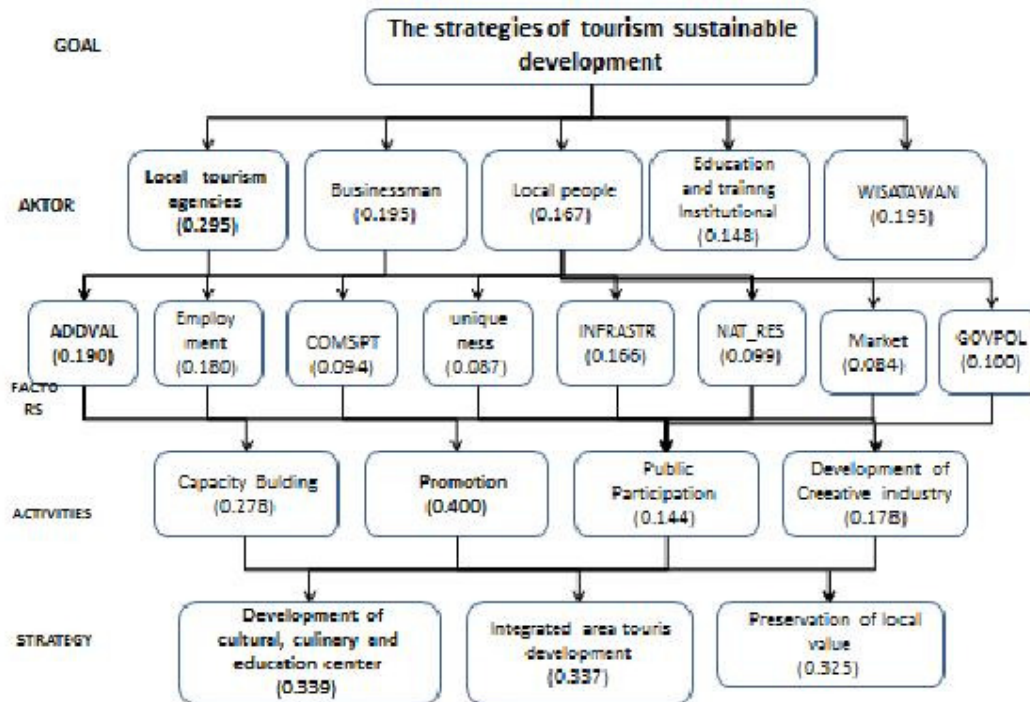 GOAL
The strategies of tourism sustainable
development
AKTOR
Local tourism
agencies
(0.295)
Businessman
(0.195)
Local people
(0.167)
Education
and trainng
Institutional
(0.148)
WISATAWAN
(0.195)
FACTO
RS
ADDVAL
(0.190)
Employ
ment
(0.180)
COMSPT
(0.094)
unique
ness
(0.087)
INFRASTR
(0.166)
NAT_RES
(0.099)
Market
(0.084)
GOVPOL
(0.100)
ACTIVITIES
Capacity Bulding
(0.278)
Promotion
(0.400)
Public
Participation
(0.144)
Development of
Creeative industry
(0.178)
STRATEGY
Development of
cultural, culinery and
education center
(0.339)
Integrated area touris
development
(0.337)
Preservation of local
value
(0.325)